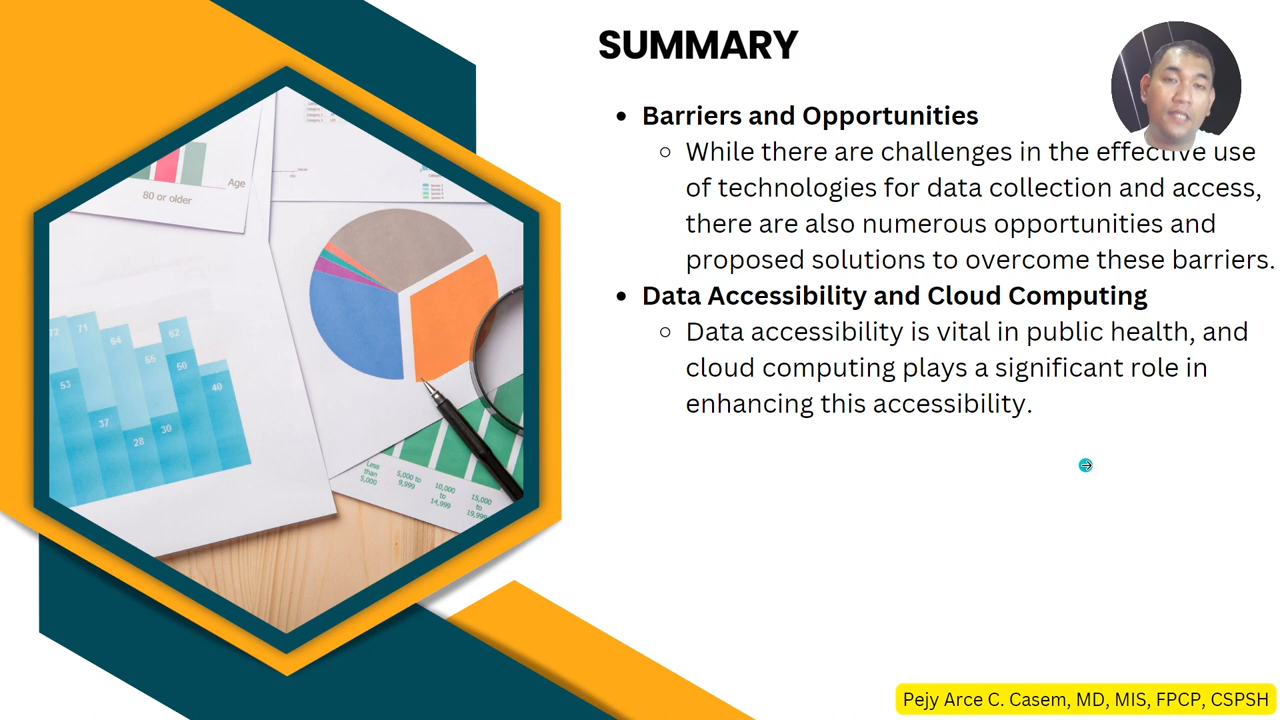 SUMMARY
Barriers and Opportunities
While there are challenges in the effective use
of technologies for data collection and access,
there are also numerous opportunities and
proposed solutions to overcome these barriers.
Data Accessibility and Cloud Computing
Data accessibility is vital in public health, and
cloud computing plays a significant role in
enhancing this accessibility.
Age
80 or older
72
71
64
62
55
53
50
40
37
28
30
Less
than
5,000
5,000 to
9,999
10,000
to
14,999
15,000
to
19,999
Pejy Arce C. Casem, MD, MIS, FPCP, CSPSH